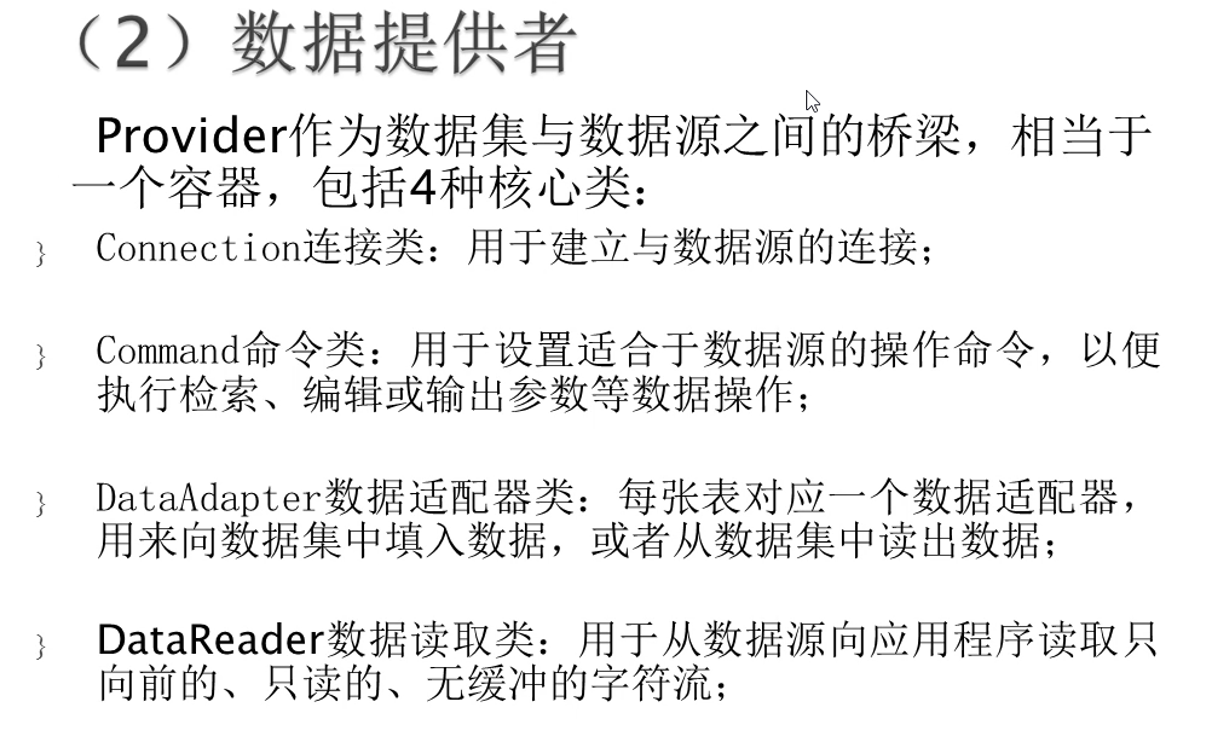 （2）数据提供者
Provider作为数据集与数据源之间的桥梁，相当于
一个容器，包括4种核心类：
} Connection连接类：用于建立与数据源的连接；
} Command命令类：用于设置适合于数据源的操作命令，以便
执行检索、编辑或输出参数等数据操作；
} DataAdapter数据适配器类：每张表对应一个数据适配器，
用来向数据集中填入数据，或者从数据集中读出数据；
} DataReader数据读取类：用于从数据源向应用程序读取只
向前的、只读的、无缓冲的字符流；